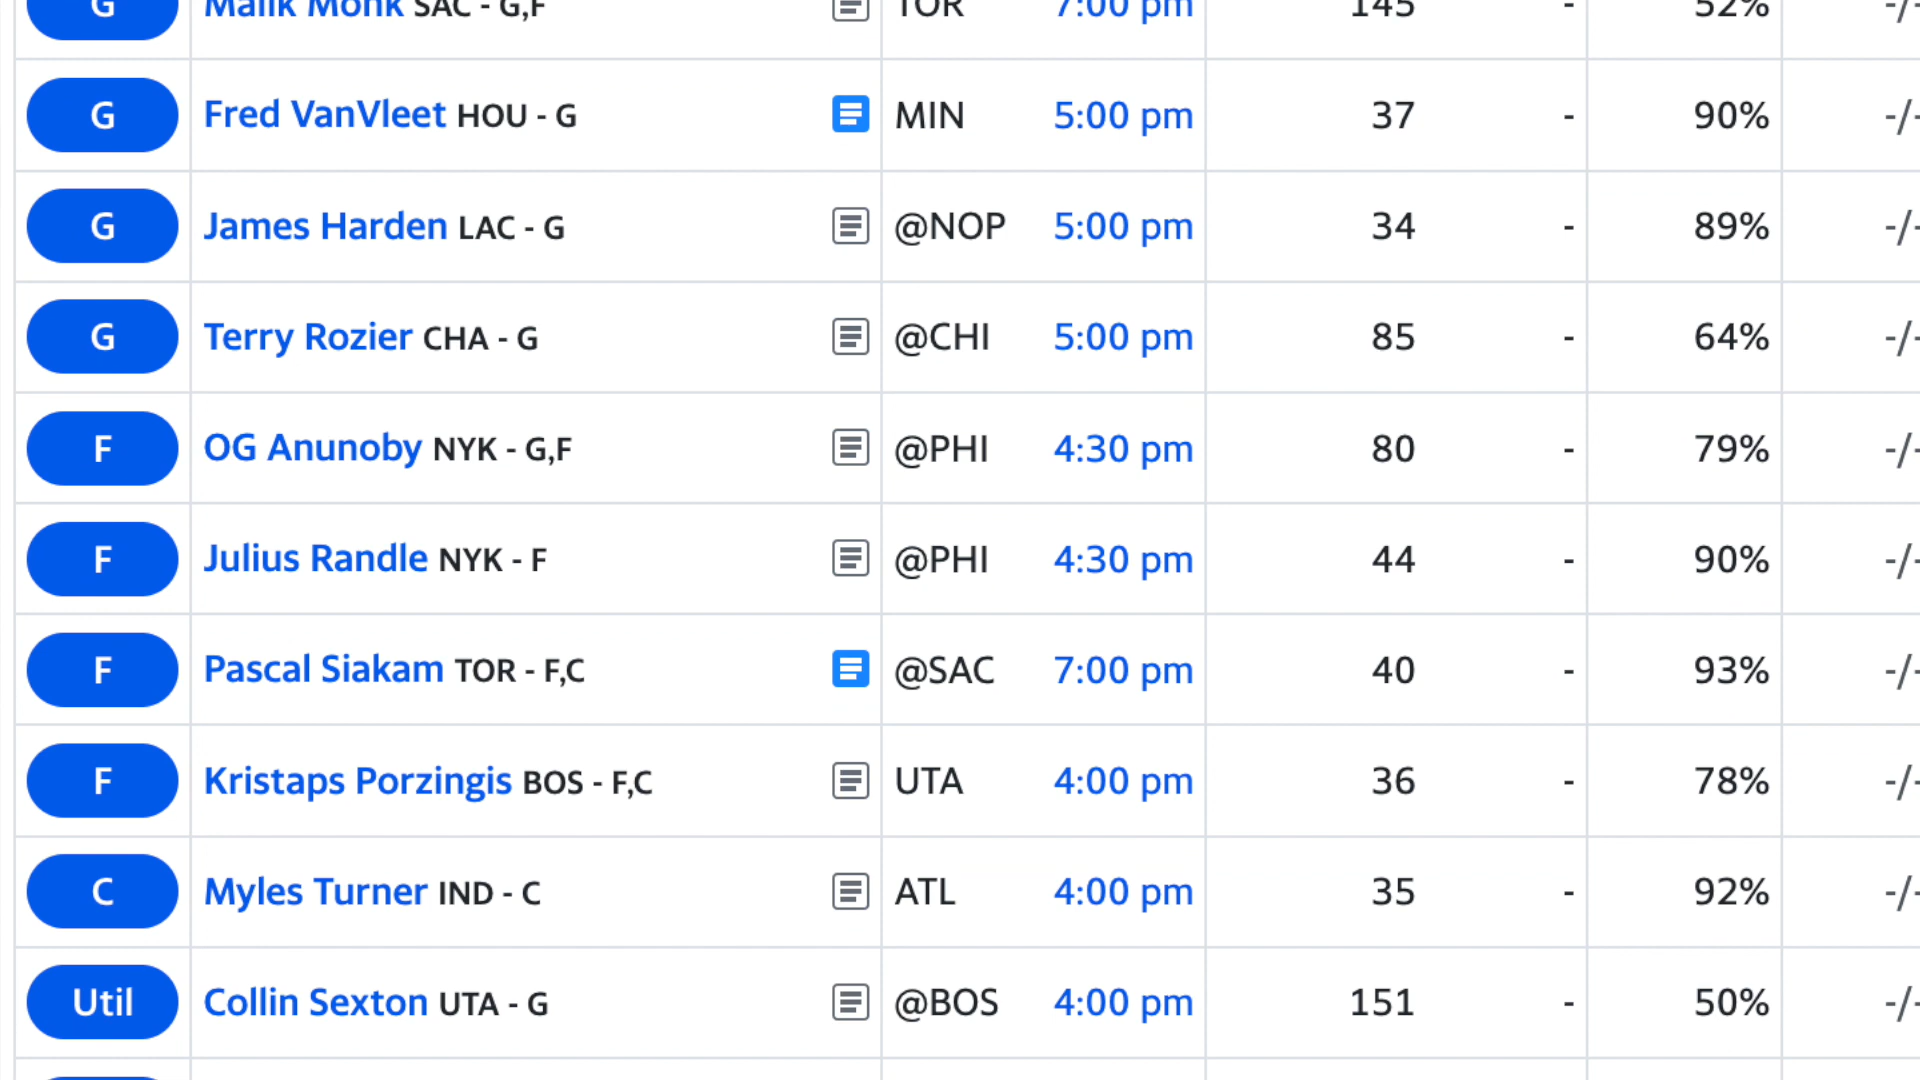 G Malik Monk SAC - G,F TOR 7:00 pm 145 - 52% -/-
G Fred VanVleet HOU - G MIN 5:00 pm 37 - 90% -/-
G James Harden LAC - G @NOP 5:00 pm 34 - 89% -/-
G Terry Rozier CHA - G @CHI 5:00 pm 85 - 64% -/-
F OG Anunoby NYK - G,F @PHI 4:30 pm 80 - 79% -/-
F Julius Randle NYK - F @PHI 4:30 pm 44 - 90% -/-
F Pascal Siakam TOR - F,C @SAC 7:00 pm 40 - 93% -/-
F Kristaps Porzingis BOS - F,C UTA 4:00 pm 36 - 78% -/-
C Myles Turner IND - C ATL 4:00 pm 35 - 92% -/-
Util Collin Sexton UTA - G @BOS 4:00 pm 151 - 50% -/-